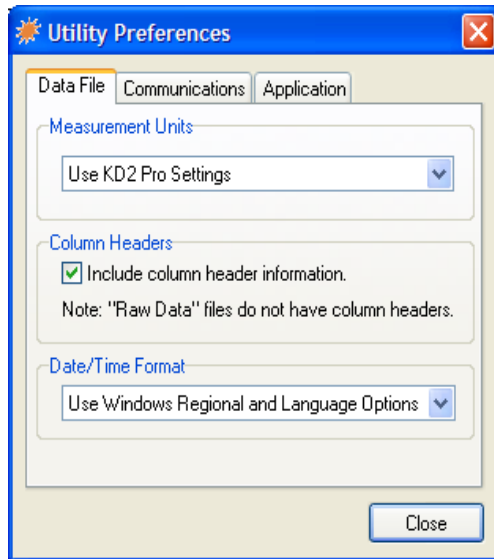 Utility Preferences
Data File Communications Application
Measurement Units
Use KD2 Pro Settings
Column Headers
Include column header information.
Note: "Raw Data" files do not have column headers.
Date/Time Format
Use Windows Regional and Language Options
Close